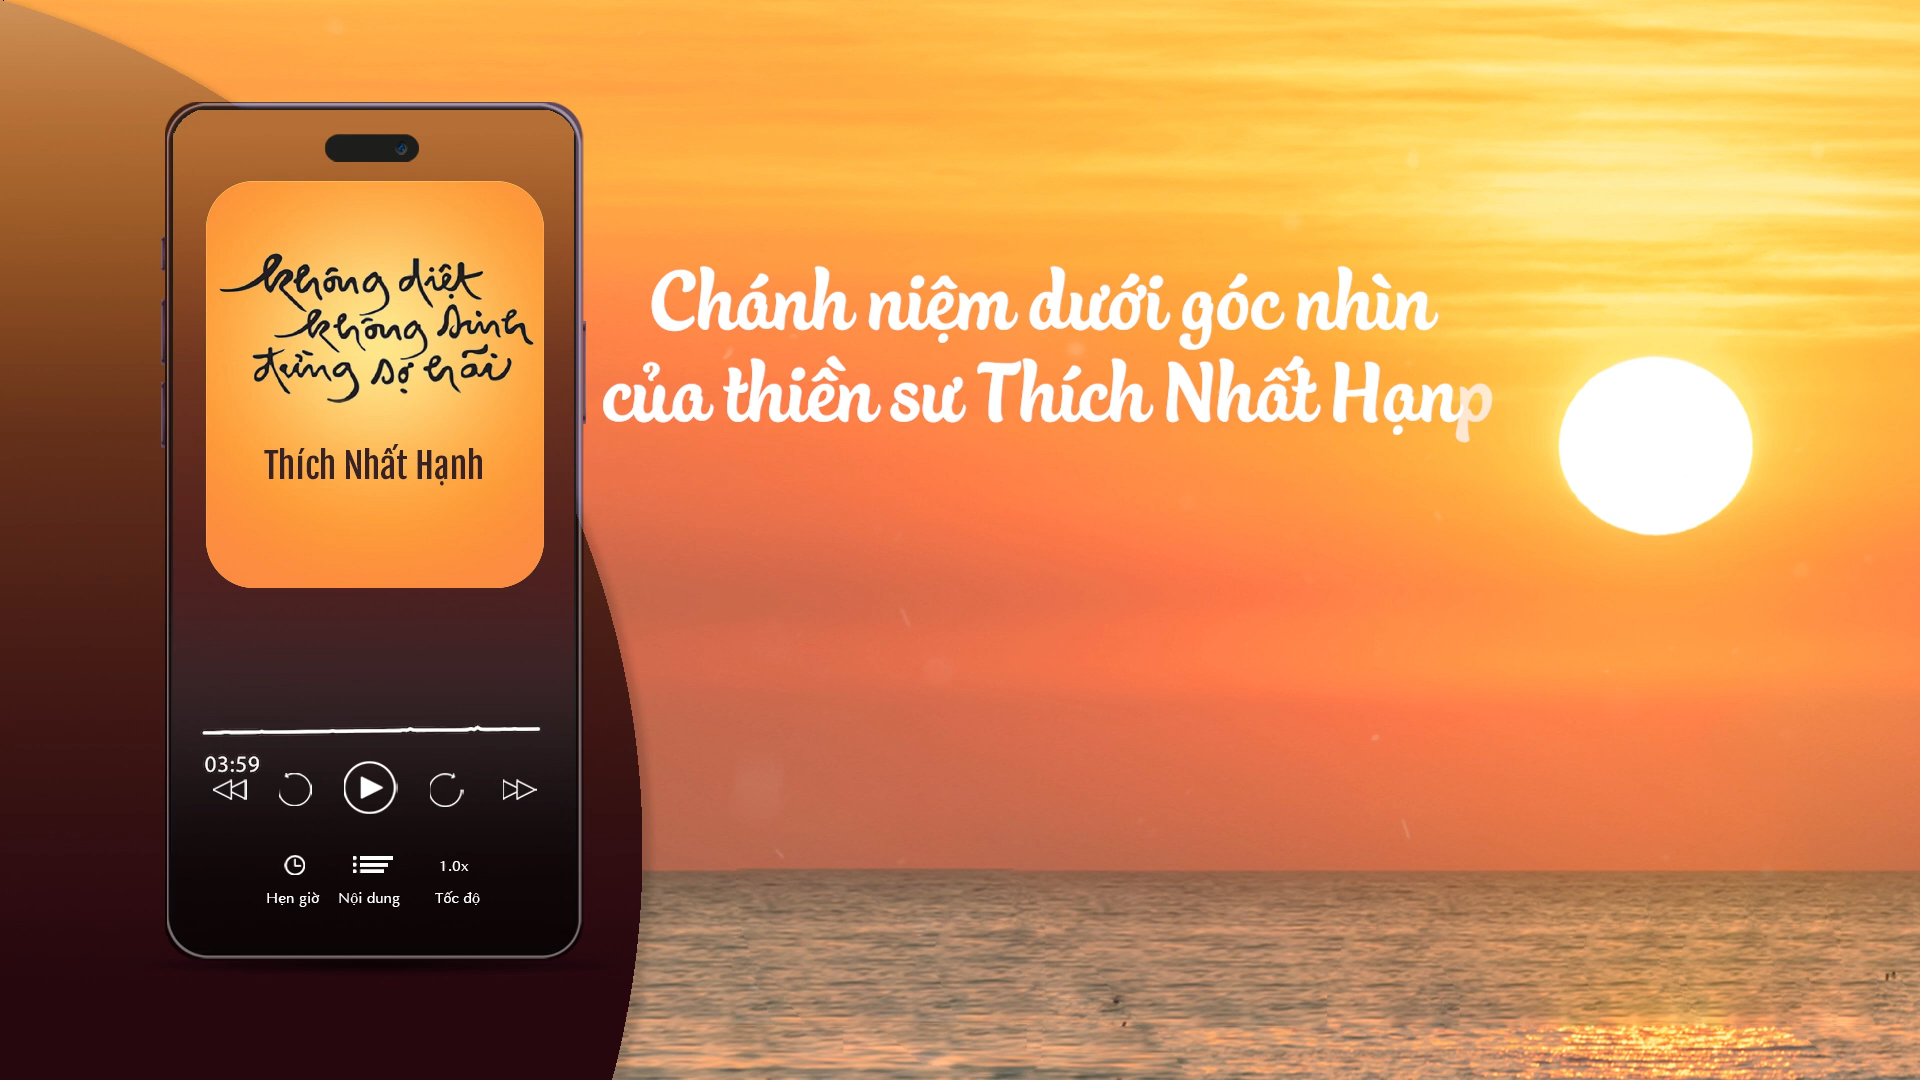 không diệt
không sinh
đừng sợ hãi
Thích Nhất Hạnh
Chánh niệm dưới góc nhìn
của thiền sư Thích Nhất Hạnp
03:59
1.0x
Hẹn giờ Nội dung Tốc độ